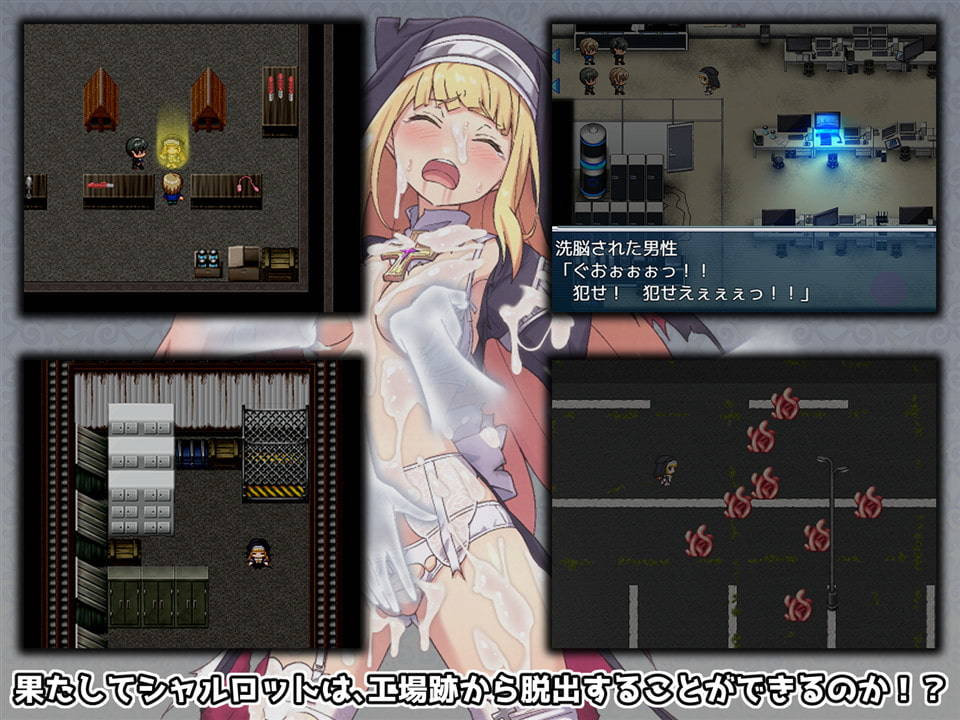 洗脳された男性
「ぐおぉぉぉっ！！
犯せ！　犯せえぇぇぇっ！！」
果たしてシャルロットは、工場跡から脱出することができるのか！？